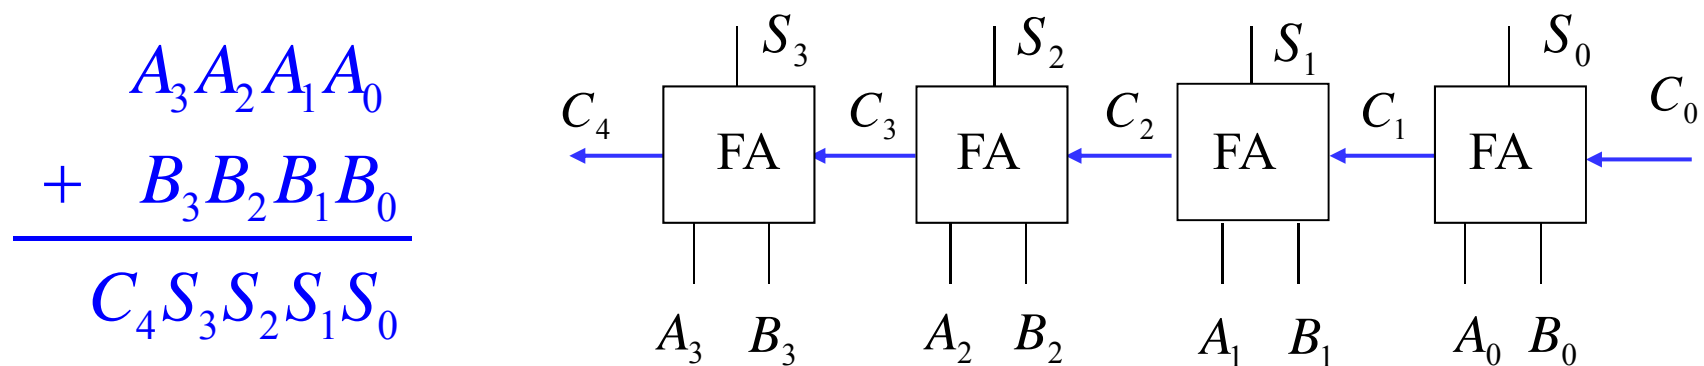 A₃A₂A₁A₀
+ B₃B₂B₁B₀
C₄S₃S₂S₁S₀
S₃ S₂ S₁ S₀
C₄ C₃ C₂ C₁ C₀
FA FA FA FA
A₃ B₃ A₂ B₂ A₁ B₁ A₀ B₀